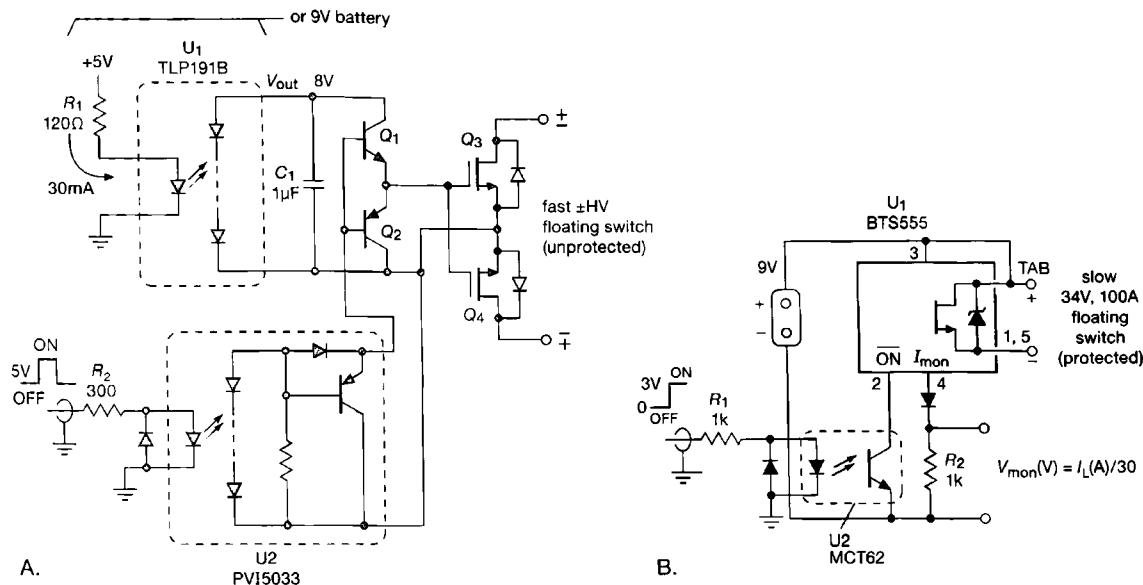 or 9V battery
U1
TLP191B
+5V
R1
120Ω
30mA
Vout 8V
C1
1µF
Q1
Q2
Q3
Q4
±
∓
fast ±HV
floating switch
(unprotected)
ON
5V
OFF
R2
300
U2
PVI5033
A.
U1
BTS555
9V
+
−
3
TAB
+
1, 5
−
slow
34V, 100A
floating
switch
(protected)
O̅N̅ Imon
2 4
3V ON
0 OFF
R1
1k
R2
1k
Vmon(V) = IL(A)/30
U2
MCT62
B.